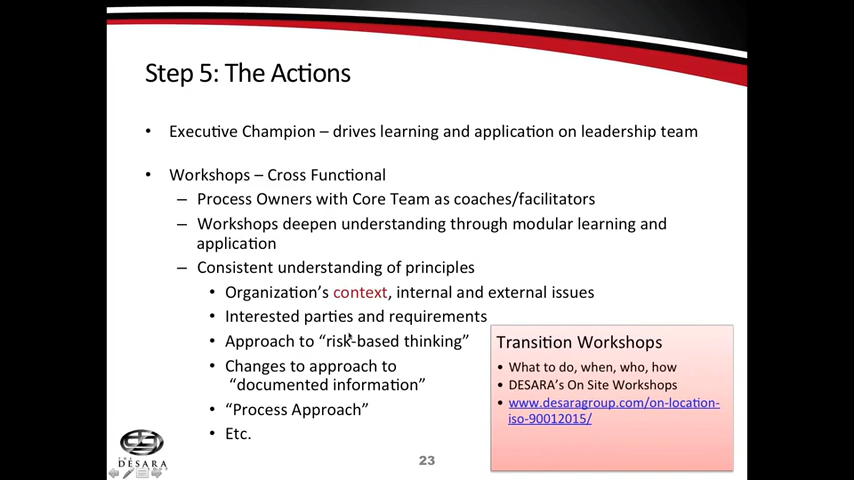 Step 5: The Actions
• Executive Champion – drives learning and application on leadership team
• Workshops – Cross Functional
– Process Owners with Core Team as coaches/facilitators
– Workshops deepen understanding through modular learning and
application
– Consistent understanding of principles
• Organization's context, internal and external issues
• Interested parties and requirements
• Approach to “risk-based thinking”
• Changes to approach to
“documented information”
• “Process Approach”
• Etc.
Transition Workshops
• What to do, when, who, how
• DESARA's On Site Workshops
• www.desaragroup.com/on-location-
iso-90012015/
DESARA
23